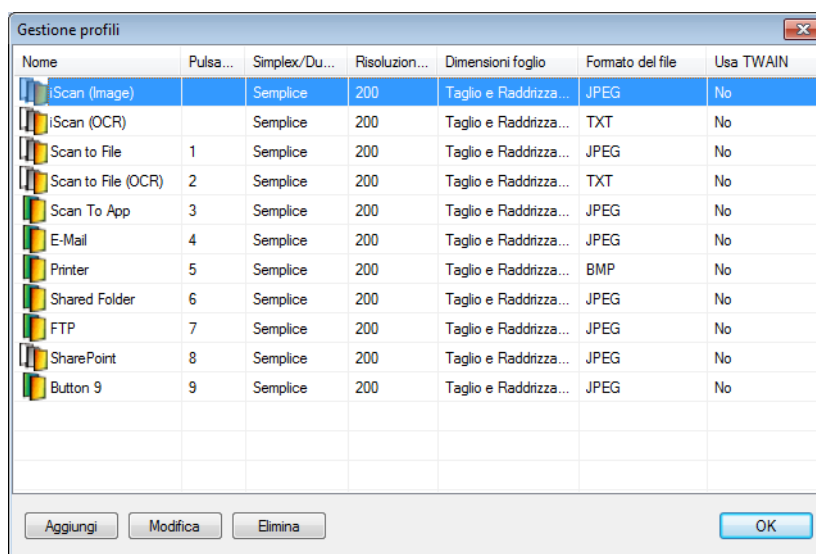 Gestione profili
Nome Pulsa... Simplex/Du... Risoluzion... Dimensioni foglio Formato del file Usa TWAIN
iScan (Image) Semplice 200 Taglio e Raddrizza... JPEG No
iScan (OCR) Semplice 200 Taglio e Raddrizza... TXT No
Scan to File 1 Semplice 200 Taglio e Raddrizza... JPEG No
Scan to File (OCR) 2 Semplice 200 Taglio e Raddrizza... TXT No
Scan To App 3 Semplice 200 Taglio e Raddrizza... JPEG No
E-Mail 4 Semplice 200 Taglio e Raddrizza... JPEG No
Printer 5 Semplice 200 Taglio e Raddrizza... BMP No
Shared Folder 6 Semplice 200 Taglio e Raddrizza... JPEG No
FTP 7 Semplice 200 Taglio e Raddrizza... JPEG No
SharePoint 8 Semplice 200 Taglio e Raddrizza... JPEG No
Button 9 9 Semplice 200 Taglio e Raddrizza... JPEG No
Aggiungi Modifica Elimina OK